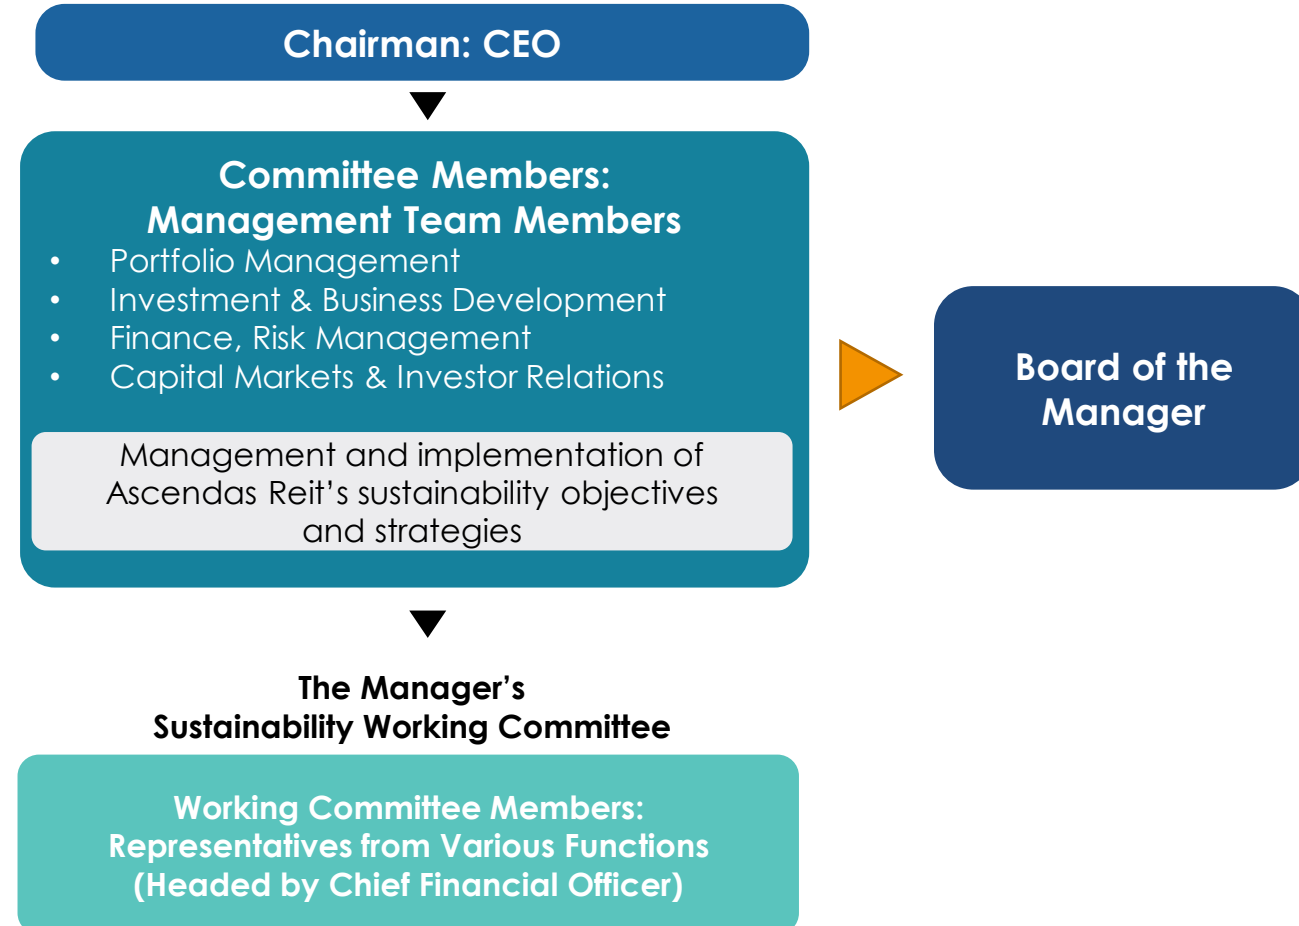 Chairman: CEO
Committee Members:
Management Team Members
• Portfolio Management
• Investment & Business Development
• Finance, Risk Management
• Capital Markets & Investor Relations
Management and implementation of
Ascendas Reit’s sustainability objectives
and strategies
Board of the
Manager
The Manager’s
Sustainability Working Committee
Working Committee Members:
Representatives from Various Functions
(Headed by Chief Financial Officer)